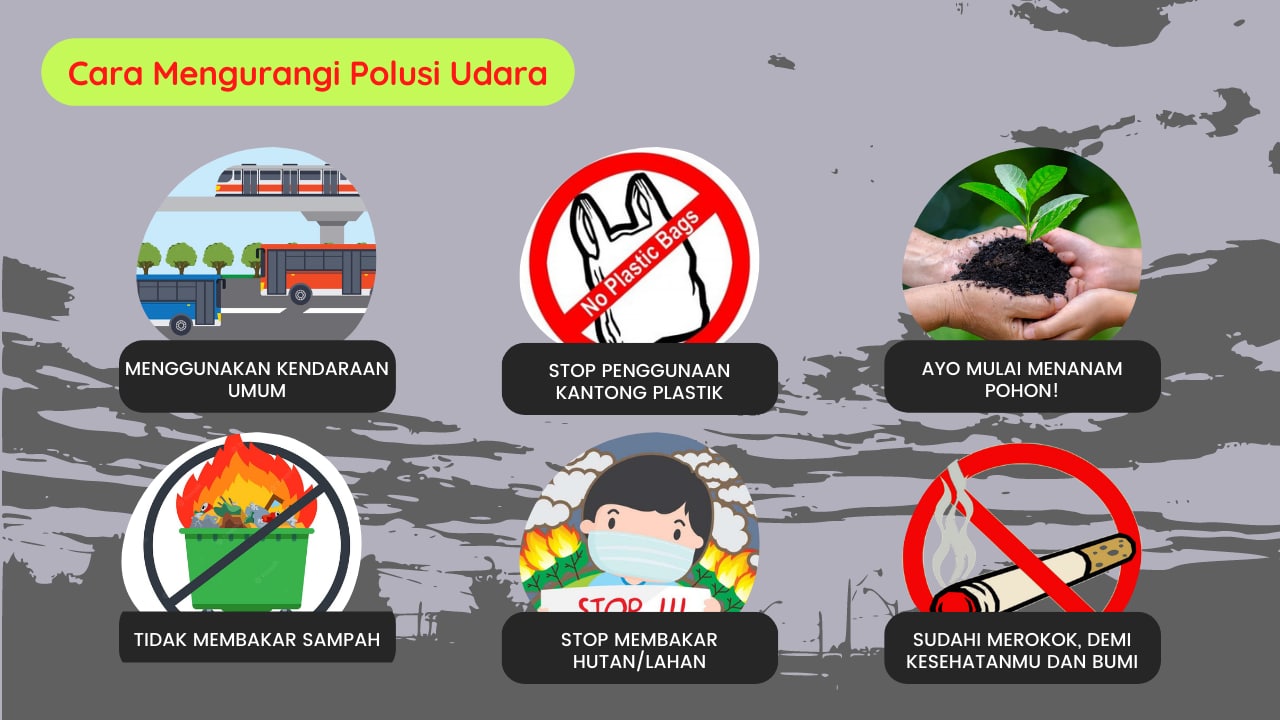 Cara Mengurangi Polusi Udara
No Plastic Bags
MENGGUNAKAN KENDARAAN
UMUM
STOP PENGGUNAAN
KANTONG PLASTIK
AYO MULAI MENANAM
POHON!
STOP !!!
TIDAK MEMBAKAR SAMPAH
STOP MEMBAKAR
HUTAN/LAHAN
SUDAHI MEROKOK, DEMI
KESEHATANMU DAN BUMI